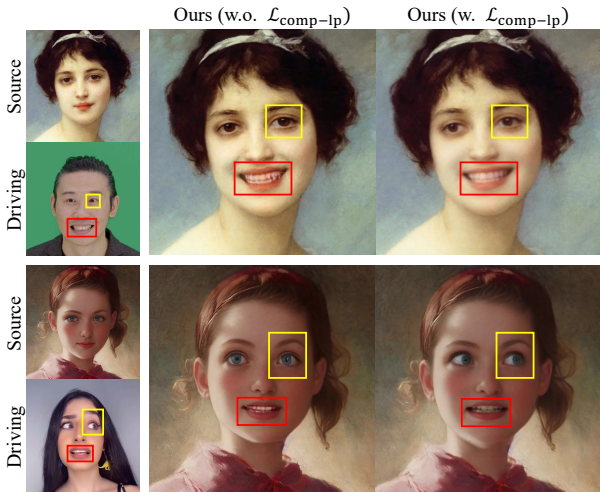 Ours (w.o. ℒcomp−lp)
Ours (w. ℒcomp−lp)
Source
Driving
Source
Driving